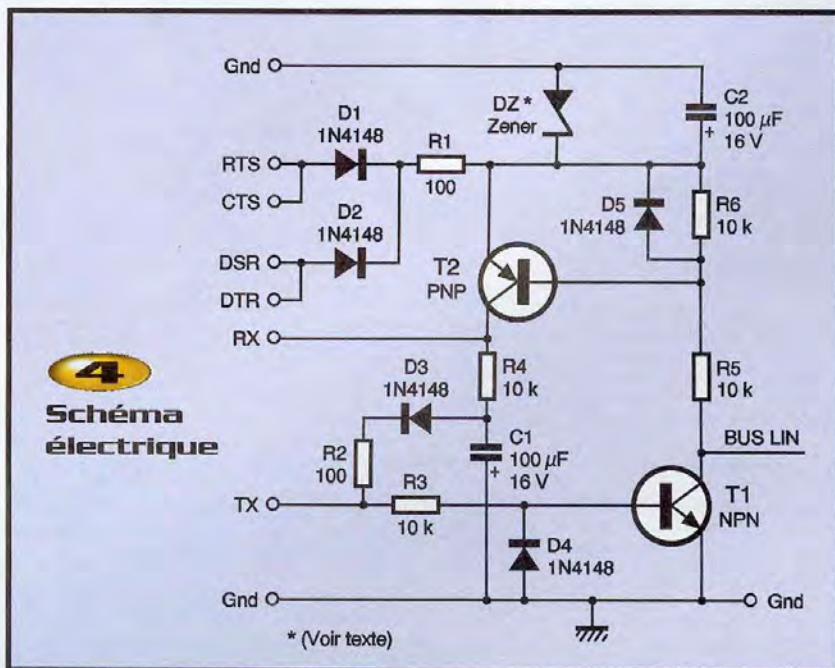 Gnd
DZ *
Zener
C2
100 µF
16 V
+
D1
1N4148
R1
100
RTS
CTS
D2
1N4148
DSR
DTR
D5
1N4148
R6
10 k
T2
PNP
RX
R4
10 k
D3
1N4148
R5
10 k
4
Schéma
électrique
R2
100
C1
100 µF
16 V
+
BUS LIN
TX
R3
10 k
T1
NPN
D4
1N4148
Gnd
Gnd
* (Voir texte)